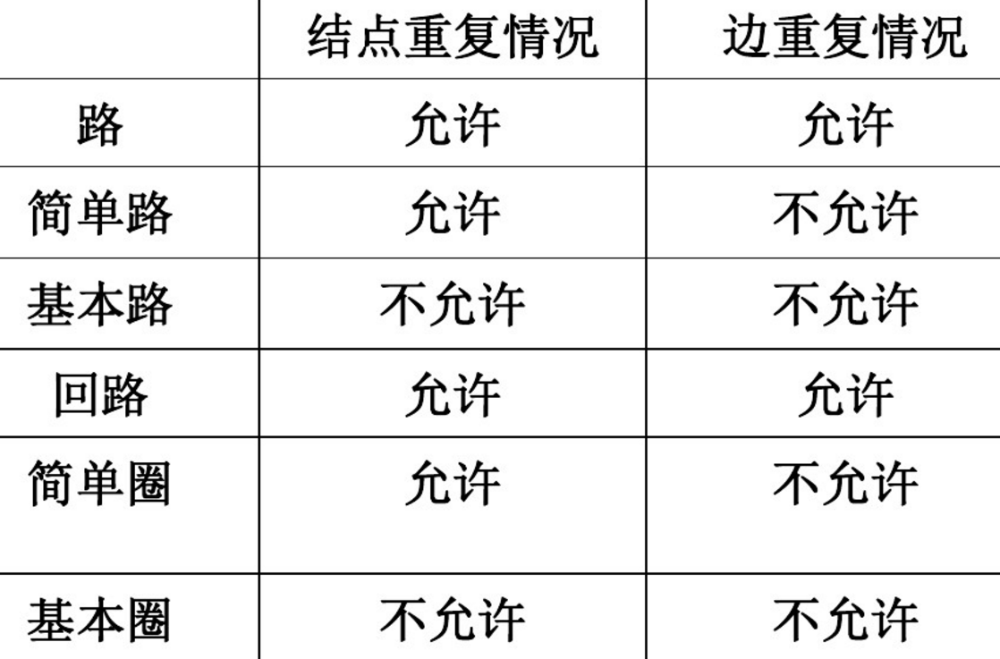 结点重复情况 边重复情况
路 允许 允许
简单路 允许 不允许
基本路 不允许 不允许
回路 允许 允许
简单圈 允许 不允许
基本圈 不允许 不允许